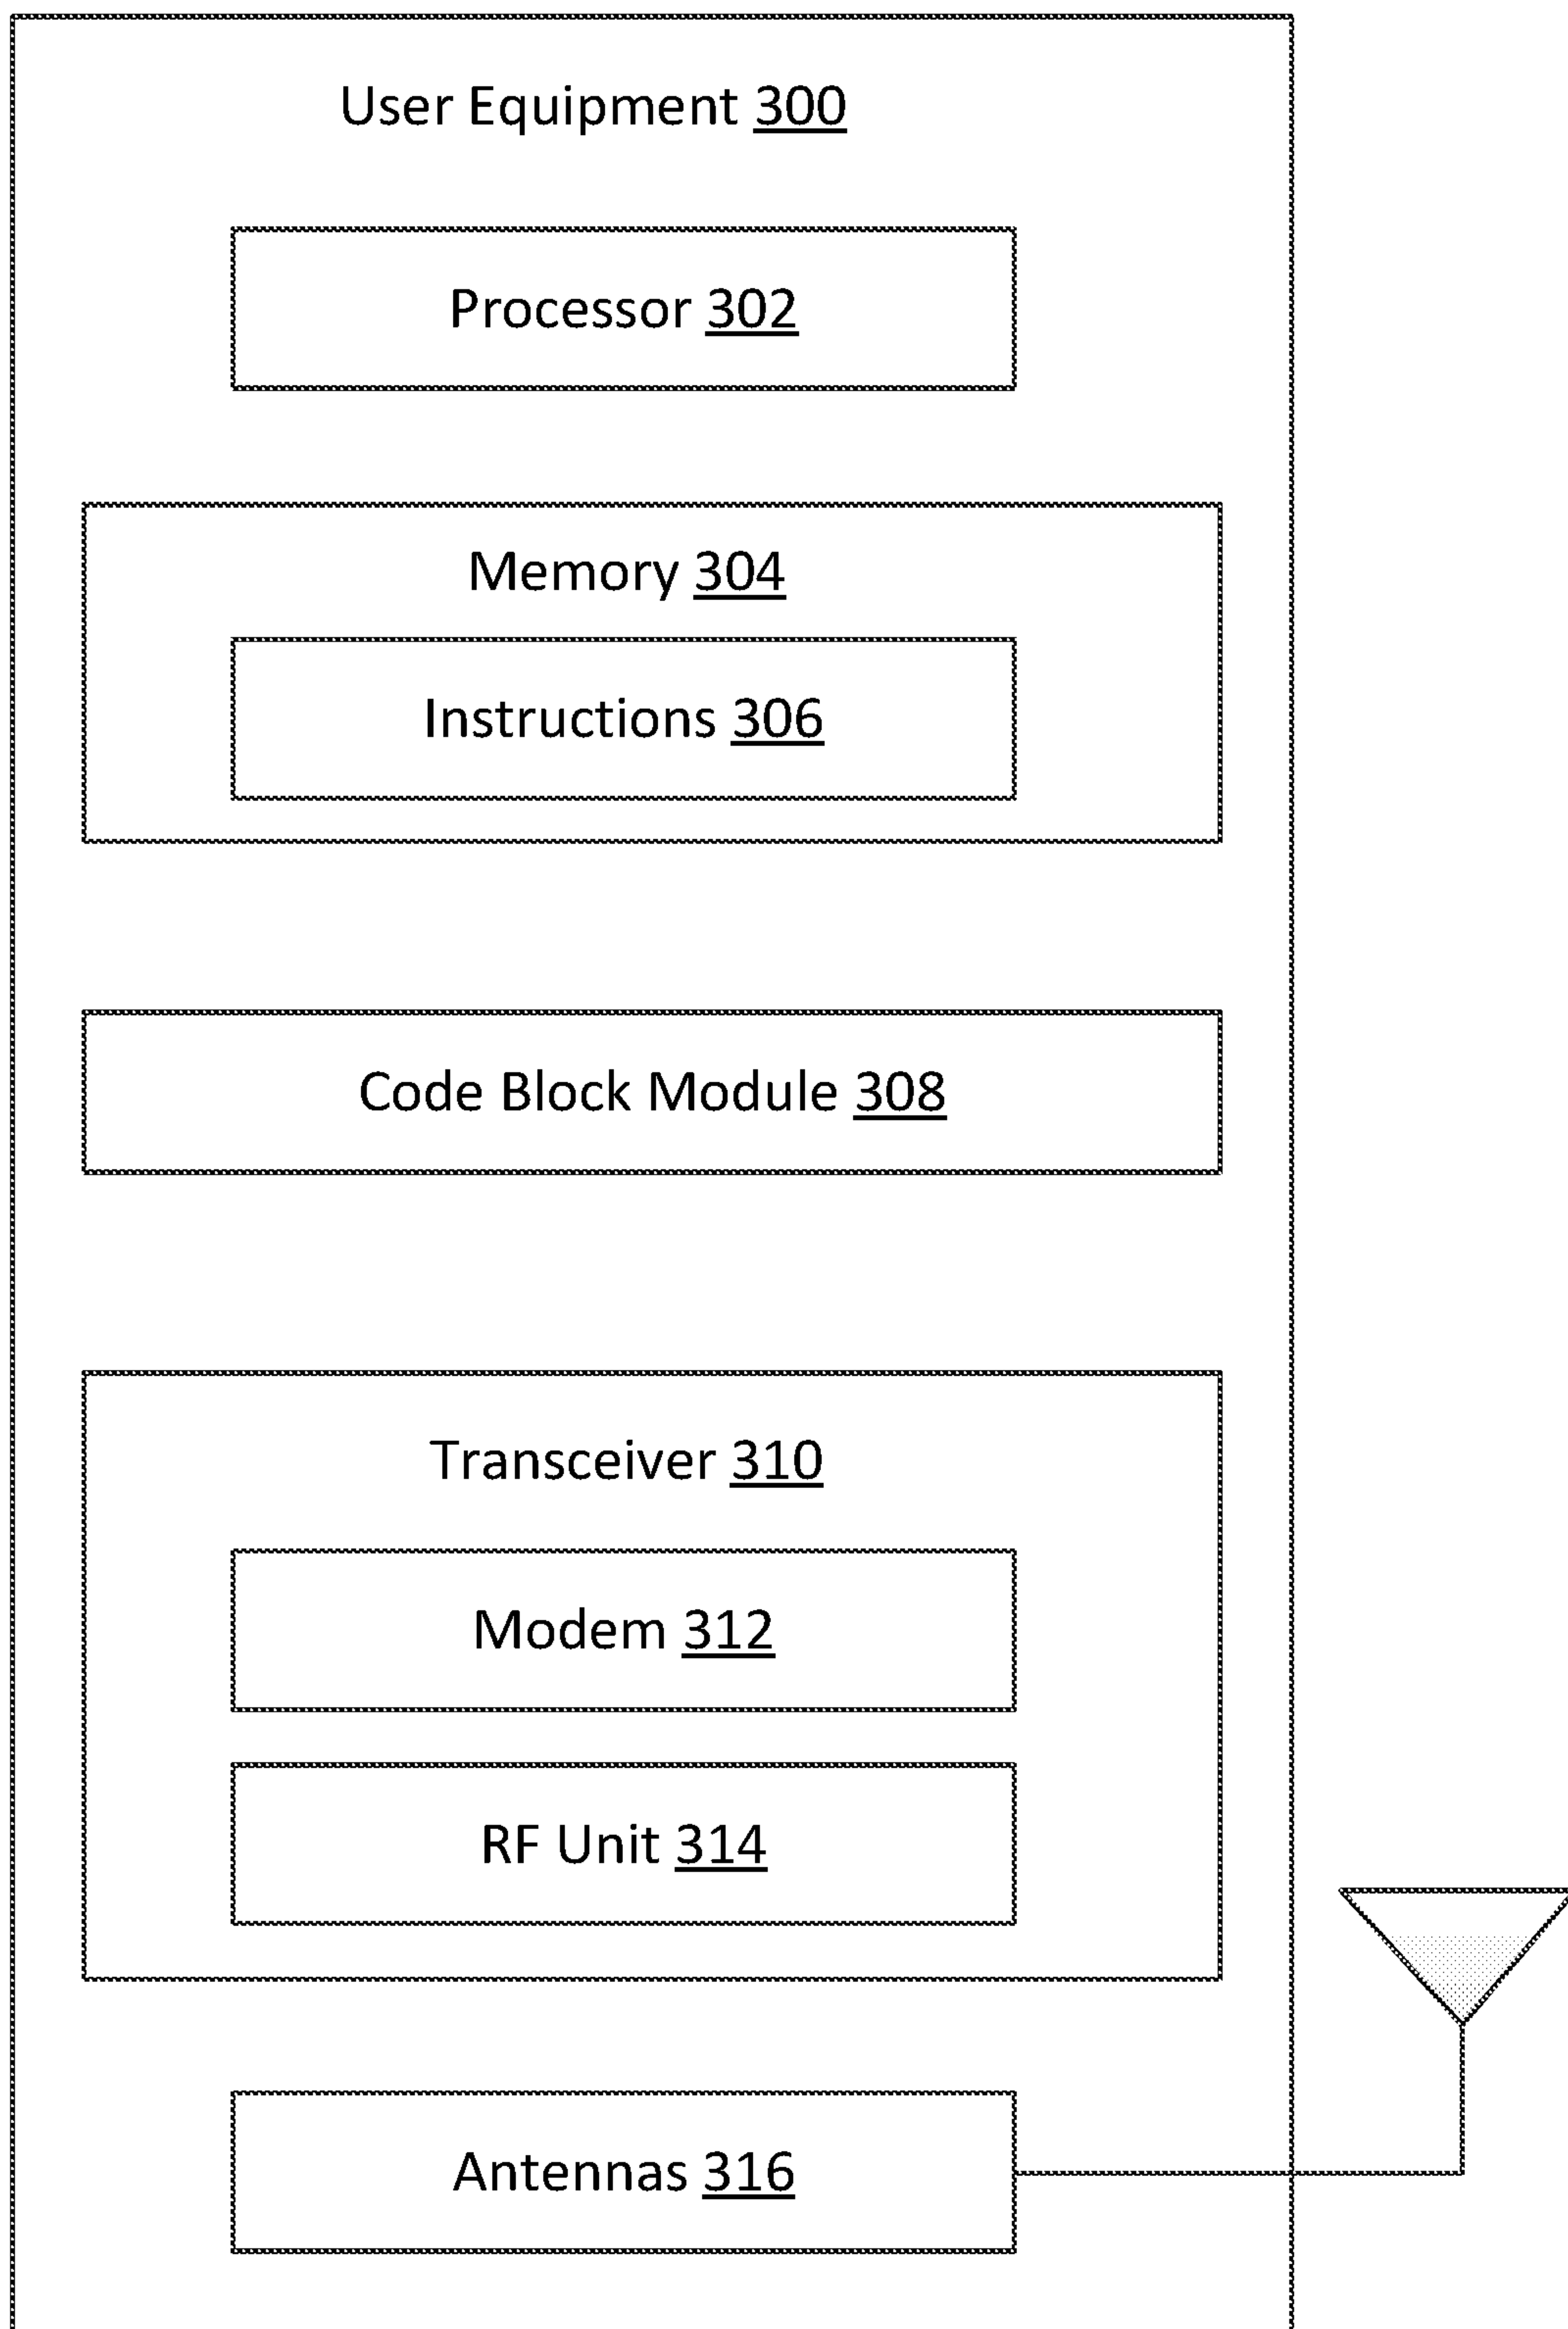 User Equipment 300
Processor 302
Memory 304
Instructions 306
Code Block Module 308
Transceiver 310
Modem 312
RF Unit 314
Antennas 316